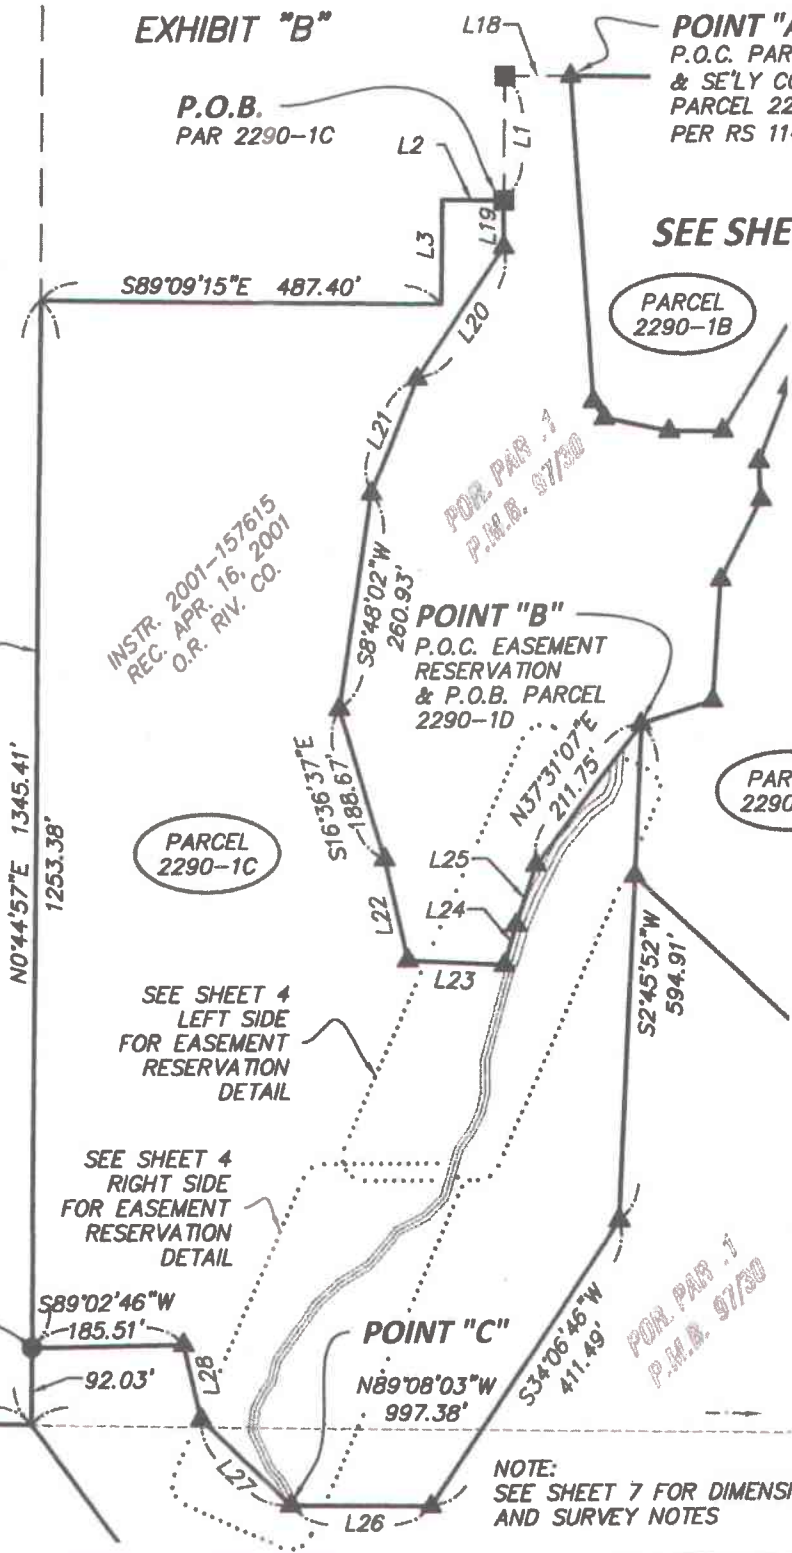 EXHIBIT "B"
L18
POINT "A
P.O.C. PAR
& SE'LY CO
PARCEL 22
PER RS 11
P.O.B.
PAR 2290-1C
L2
L1
L3
L19
SEE SHE
S89°09'15"E 487.40'
L20
PARCEL
2290-1B
L21
POR. PAR .1
P.M.B. 97/30
INSTR. 2001-157615
REC. APR. 16, 2001
O.R. RIV. CO.
S8°48'02"W
260.93'
POINT "B"
P.O.C. EASEMENT
RESERVATION
& P.O.B. PARCEL
2290-1D
N37°31'07"E
211.75'
S16°36'37"E
188.67'
PAR
2290
N0°44'57"E 1345.41'
1253.38'
PARCEL
2290-1C
L25
L24
L22
L23
S2°45'52"W
594.91'
SEE SHEET 4
LEFT SIDE
FOR EASEMENT
RESERVATION
DETAIL
SEE SHEET 4
RIGHT SIDE
FOR EASEMENT
RESERVATION
DETAIL
S89°02'46"W
185.51'
POINT "C"
92.03'
L28
N89°08'03"W
997.38'
S34°06'46"W
411.49'
POR. PAR .1
P.M.B. 97/30
L27
L26
NOTE:
SEE SHEET 7 FOR DIMENSI
AND SURVEY NOTES